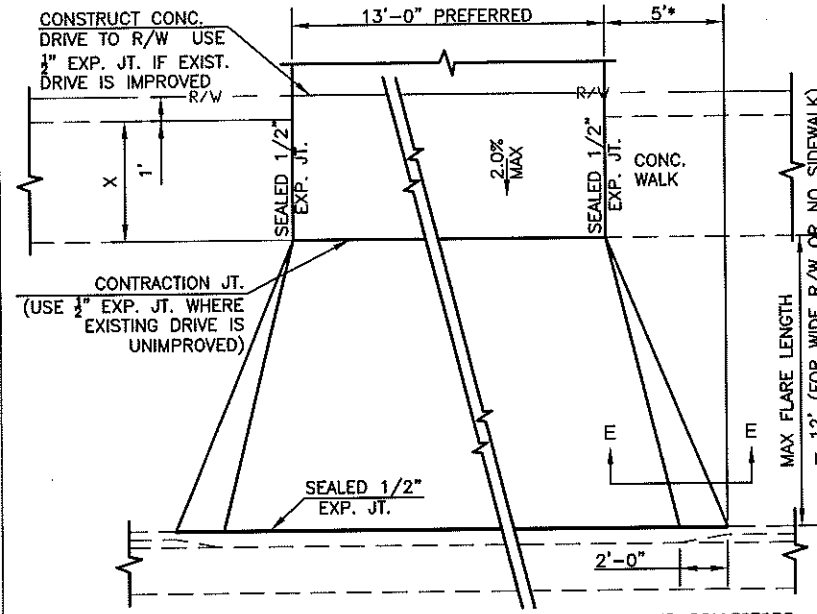 CONSTRUCT CONC.
DRIVE TO R/W USE
½" EXP. JT. IF EXIST.
DRIVE IS IMPROVED
13'-0" PREFERRED
5'*
R/W
R/W
X
1'
SEALED 1/2"
EXP. JT.
2.0%
MAX
SEALED 1/2"
EXP. JT.
CONC.
WALK
CONTRACTION JT.
(USE ½" EXP. JT. WHERE
EXISTING DRIVE IS
UNIMPROVED)
MAX FLARE LENGTH
= 12' (FOR WIDE R/W OR NO SIDEWALK)
E
E
SEALED 1/2"
EXP. JT.
2'-0"